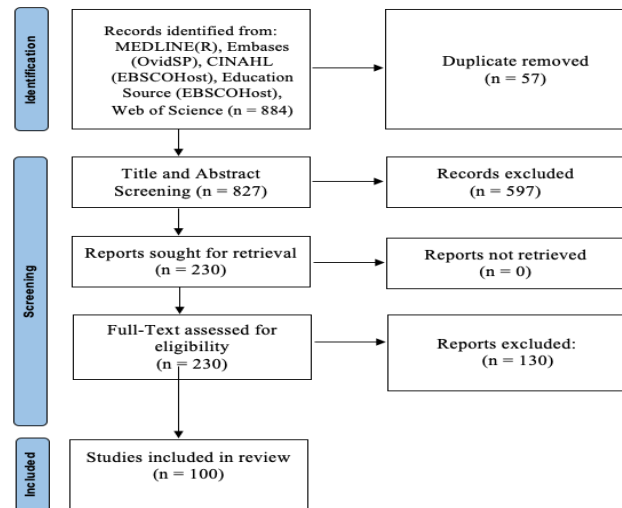 Identification
Records identified from:
MEDLINE(R), Embases
(OvidSP), CINAHL
(EBSCOHost), Education
Source (EBSCOHost),
Web of Science (n = 884)
Duplicate removed
(n = 57)
Screening
Title and Abstract
Screening (n = 827)
Records excluded
(n = 597)
Reports sought for retrieval
(n = 230)
Reports not retrieved
(n = 0)
Full-Text assessed for
eligibility
(n = 230)
Reports excluded:
(n = 130)
Included
Studies included in review
(n = 100)